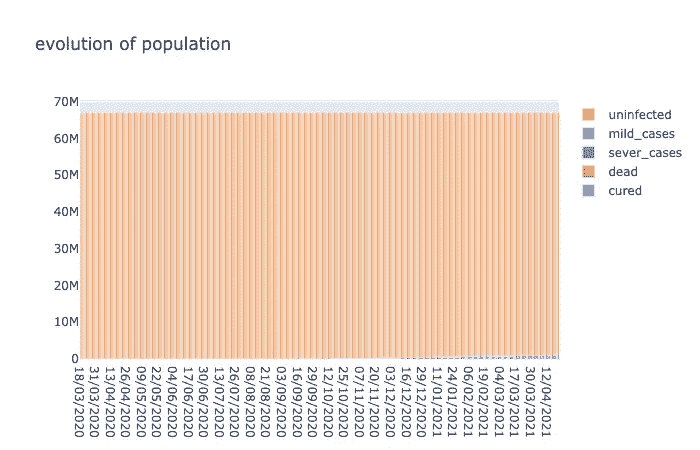 evolution of population
70M
60M
50M
40M
30M
20M
10M
0
18/03/2020
31/03/2020
13/04/2020
26/04/2020
09/05/2020
22/05/2020
04/06/2020
17/06/2020
30/06/2020
13/07/2020
26/07/2020
08/08/2020
21/08/2020
03/09/2020
16/09/2020
29/09/2020
12/10/2020
25/10/2020
07/11/2020
20/11/2020
03/12/2020
16/12/2020
29/12/2020
11/01/2021
24/01/2021
06/02/2021
19/02/2021
04/03/2021
17/03/2021
30/03/2021
12/04/2021
uninfected
mild_cases
sever_cases
dead
cured